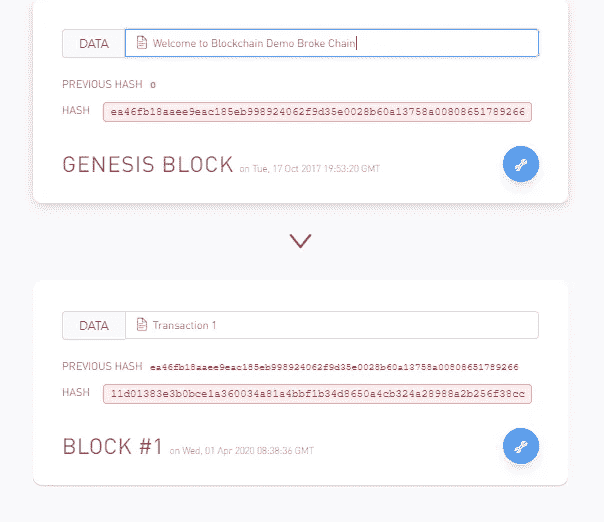 DATA Welcome to Blockchain Demo Broke Chain
PREVIOUS HASH 0
HASH ea46fb18aaee9eac185eb998924062f9d35e0028b60a13758a00808651789266
GENESIS BLOCK on Tue, 17 Oct 2017 19:53:20 GMT
DATA Transaction 1
PREVIOUS HASH ea46fb18aaee9eac185eb998924062f9d35e0028b60a13758a00808651789266
HASH 11d01383e3b0bce1a360034a81a4bbf1b34d8650a4cb324a28988a2b256f38cc
BLOCK #1 on Wed, 01 Apr 2020 08:38:36 GMT